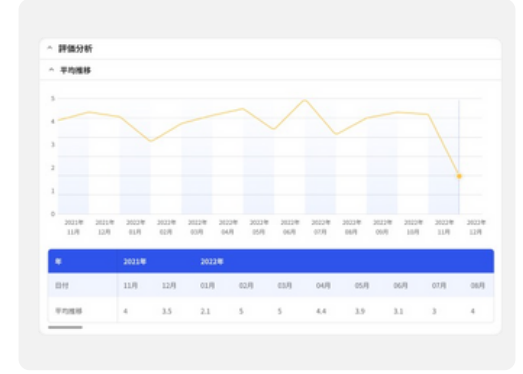 評価分析
平均推移
5
4
3
2
1
0
2021年 2021年 2022年 2022年 2022年 2022年 2022年 2022年 2022年 2022年 2022年 2022年 2022年 2022年
11月 12月 01月 02月 03月 04月 05月 06月 07月 08月 09月 10月 11月 12月
年 2021年 2022年
日付 11月 12月 01月 02月 03月 04月 05月 06月 07月 08月
平均推移 4 3.5 2.1 5 5 4.4 3.9 3.1 3 4